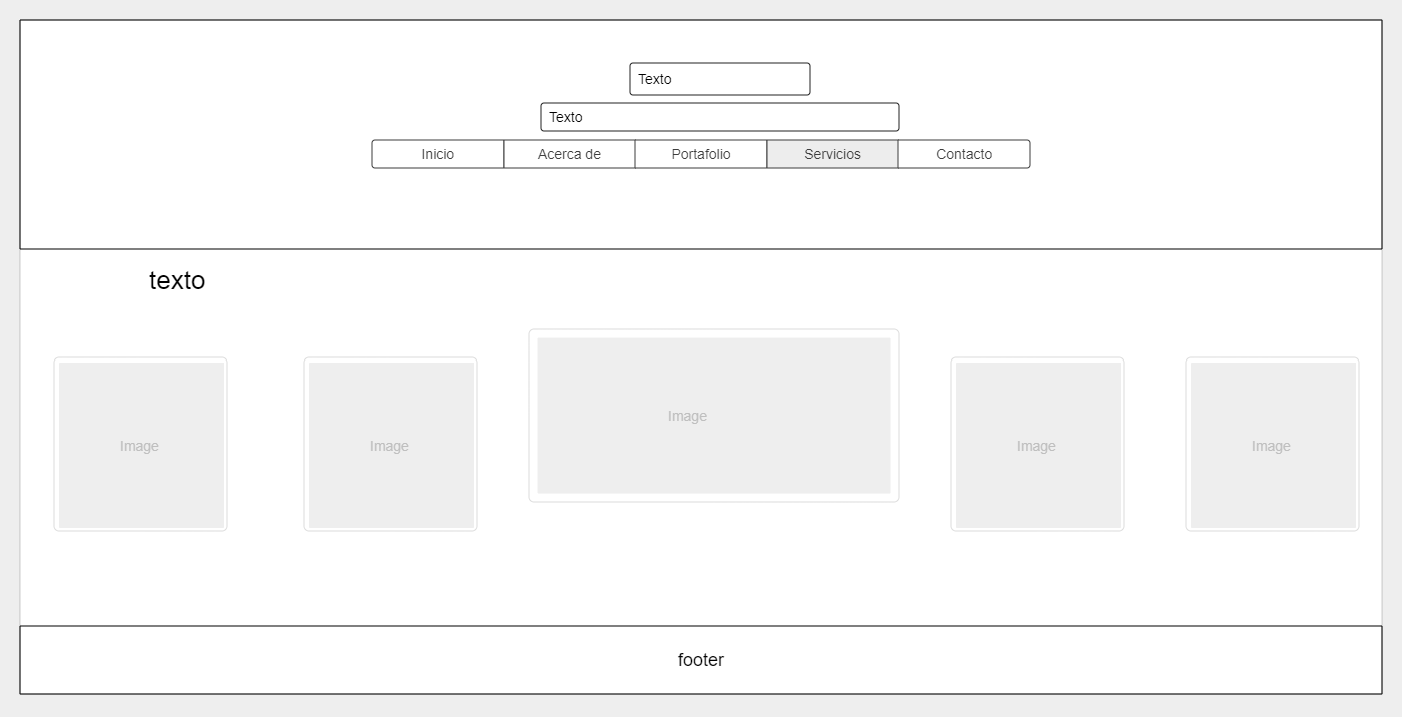 Texto
Texto
Inicio Acerca de Portafolio Servicios Contacto
texto
Image Image Image Image Image
footer